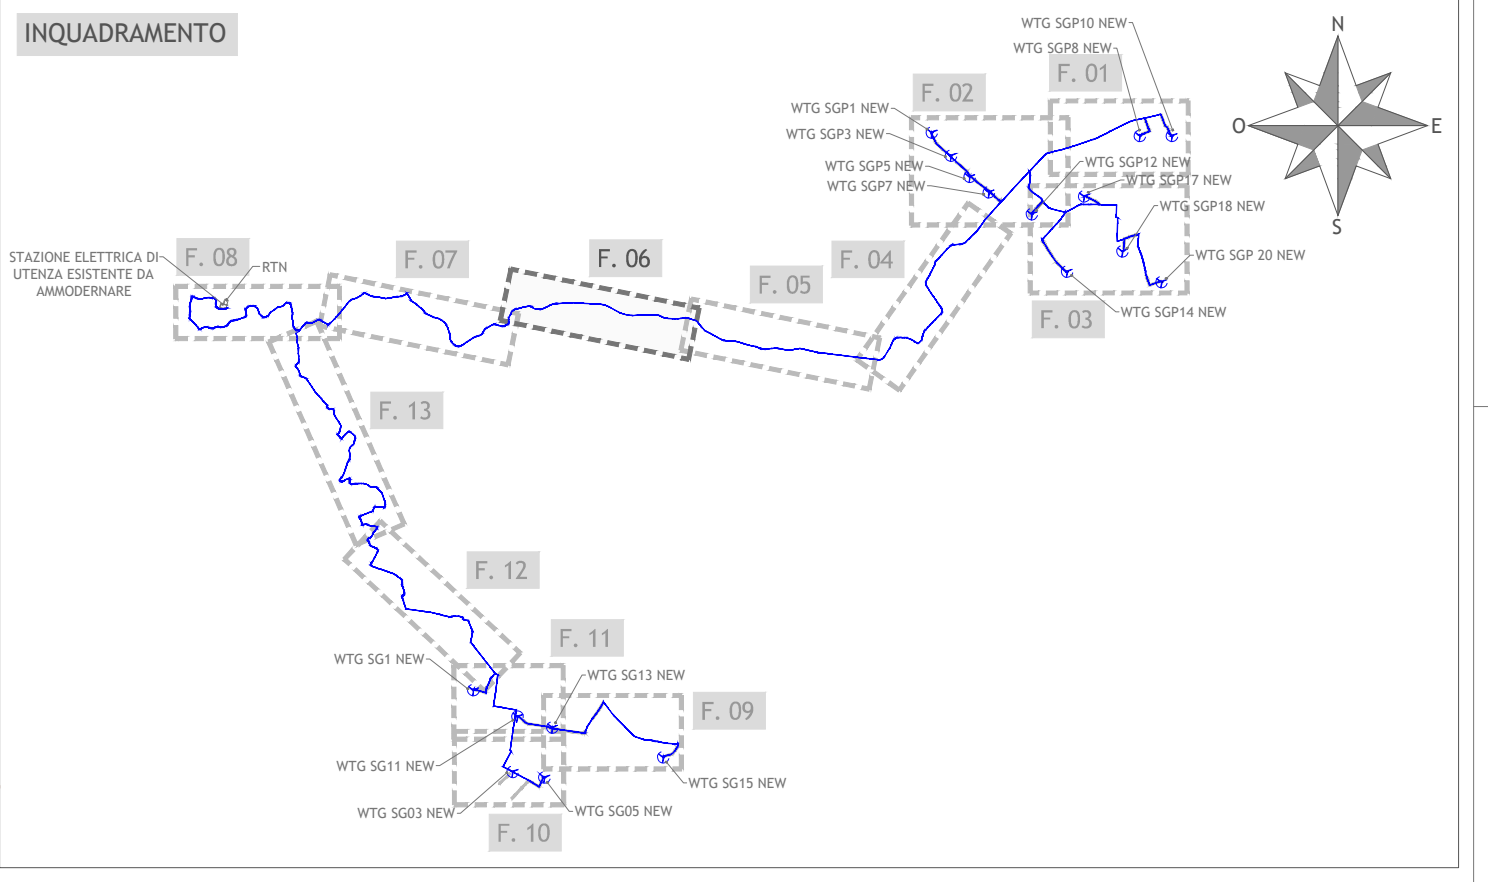 INQUADRAMENTO
WTG SGP10 NEW
N
WTG SGP8 NEW
F. 01
F. 02
WTG SGP1 NEW
O
E
WTG SGP3 NEW
WTG SGP12 NEW
WTG SGP5 NEW
WTG SGP17 NEW
WTG SGP7 NEW
WTG SGP18 NEW
S
STAZIONE ELETTRICA DI
UTENZA ESISTENTE DA
AMMODERNARE
F. 08
RTN
F. 07
F. 06
F. 05
F. 04
WTG SGP 20 NEW
WTG SGP14 NEW
F. 03
F. 13
F. 12
F. 11
WTG SG1 NEW
WTG SG13 NEW
F. 09
WTG SG11 NEW
WTG SG15 NEW
WTG SG03 NEW
WTG SG05 NEW
F. 10